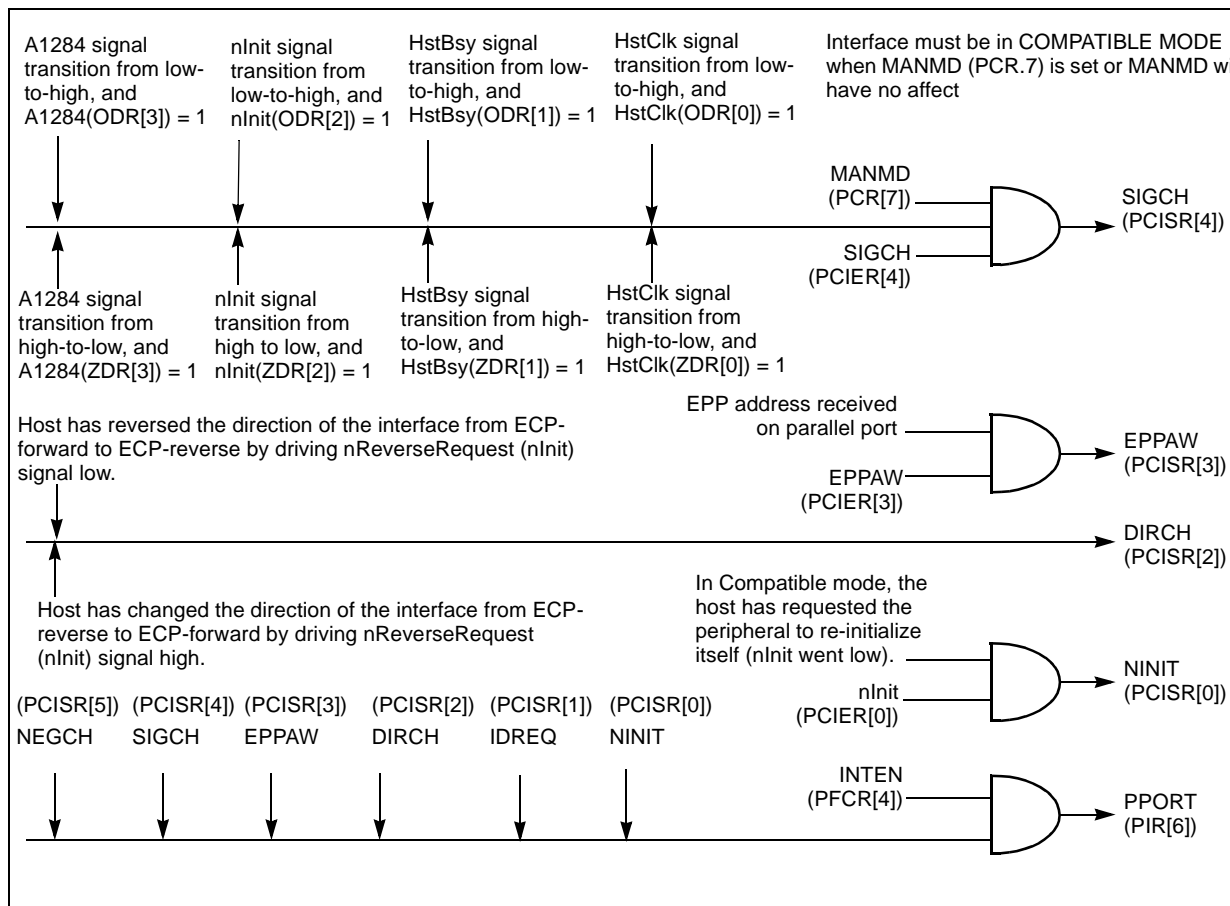 A1284 signal
transition from low-
to-high, and
A1284(ODR[3]) = 1
nInit signal
transition from
low-to-high, and
nInit(ODR[2]) = 1
HstBsy signal
transition from low-
to-high, and
HstBsy(ODR[1]) = 1
HstClk signal
transition from low-
to-high, and
HstClk(ODR[0]) = 1
Interface must be in COMPATIBLE MODE
when MANMD (PCR.7) is set or MANMD
have no affect
MANMD
(PCR[7])
SIGCH
(PCIER[4])
SIGCH
(PCISR[4])
A1284 signal
transition from
high-to-low, and
A1284(ZDR[3]) = 1
nInit signal
transition from
high to low, and
nInit(ZDR[2]) = 1
HstBsy signal
transition from high-
to-low, and
HstBsy(ZDR[1]) = 1
HstClk signal
transition from
high-to-low, and
HstClk(ZDR[0]) = 1
Host has reversed the direction of the interface from ECP-
forward to ECP-reverse by driving nReverseRequest (nInit)
signal low.
EPP address received
on parallel port
EPPAW
(PCIER[3])
EPPAW
(PCISR[3])
DIRCH
(PCISR[2])
Host has changed the direction of the interface from ECP-
reverse to ECP-forward by driving nReverseRequest
(nInit) signal high.
In Compatible mode, the
host has requested the
peripheral to re-initialize
itself (nInit went low).
nInit
(PCIER[0])
NINIT
(PCISR[0])
(PCISR[5]) (PCISR[4]) (PCISR[3]) (PCISR[2]) (PCISR[1]) (PCISR[0])
NEGCH SIGCH EPPAW DIRCH IDREQ NINIT
INTEN
(PFCR[4])
PPORT
(PIR[6])